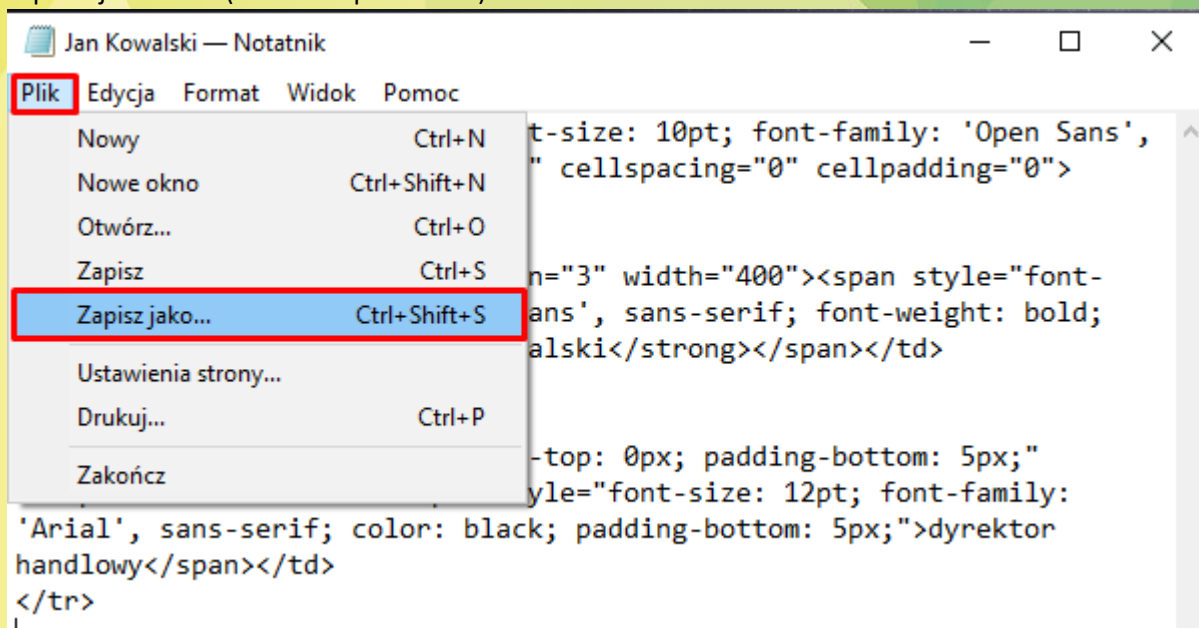 Jan Kowalski — Notatnik
Plik Edycja Format Widok Pomoc
Nowy Ctrl+N
Nowe okno Ctrl+Shift+N
Otwórz... Ctrl+O
Zapisz Ctrl+S
Zapisz jako... Ctrl+Shift+S
Ustawienia strony...
Drukuj... Ctrl+P
Zakończ
t-size: 10pt; font-family: 'Open Sans',
" cellspacing="0" cellpadding="0">
n="3" width="400"><span style="font-
ans', sans-serif; font-weight: bold;
alski</strong></span></td>
-top: 0px; padding-bottom: 5px;"
yle="font-size: 12pt; font-family:
'Arial', sans-serif; color: black; padding-bottom: 5px;">dyrektor
handlowy</span></td>
</tr>